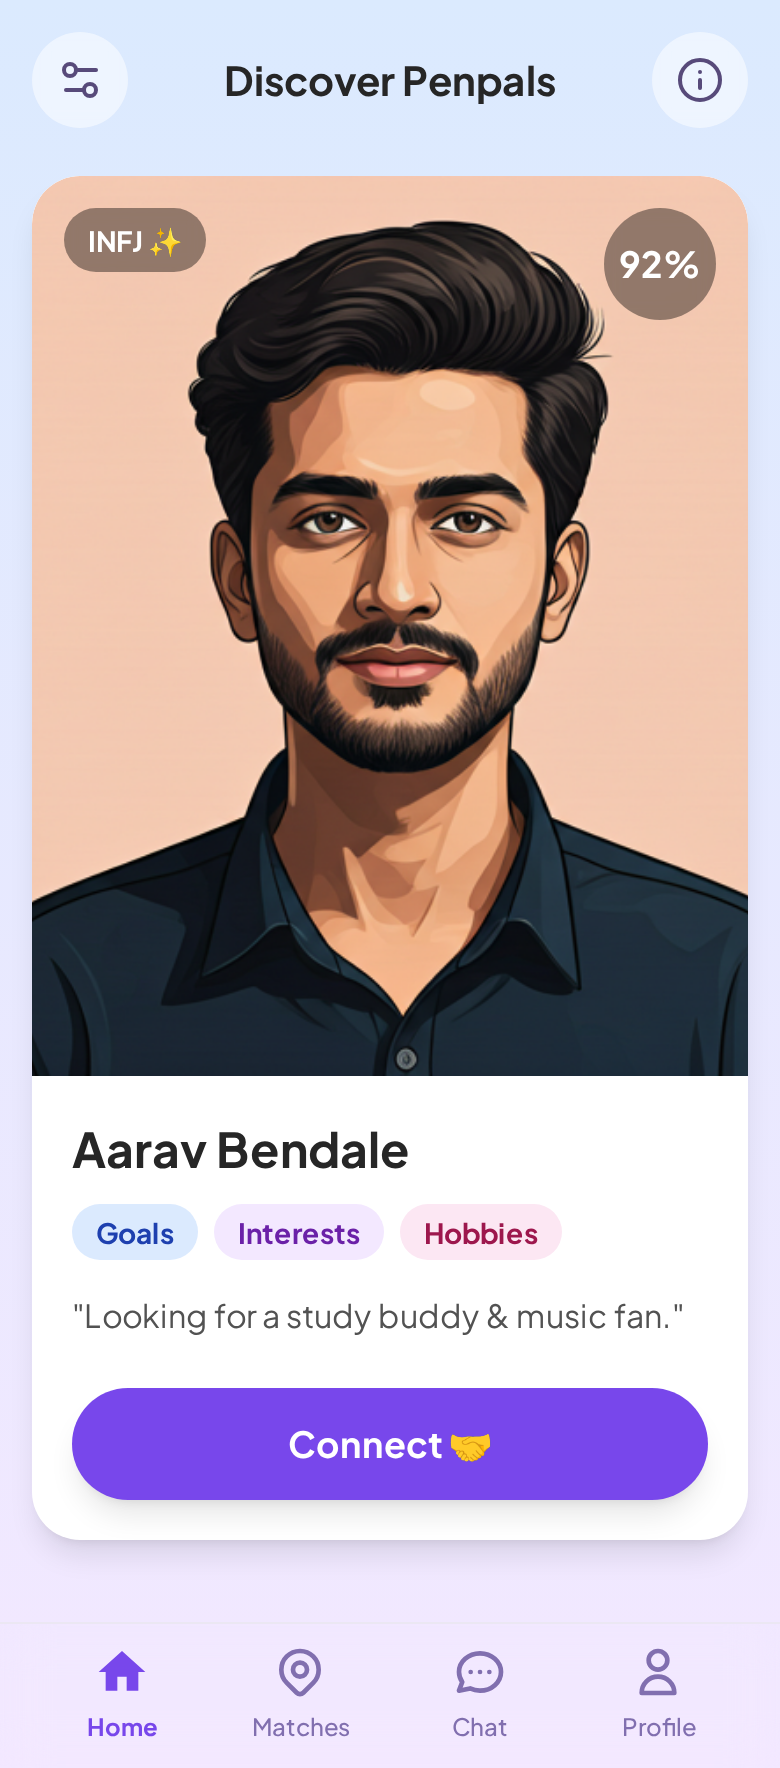 Discover Penpals
INFJ ✨
92%
Aarav Bendale
Goals
Interests
Hobbies
"Looking for a study buddy & music fan."
Connect 🤝
Home
Matches
Chat
Profile